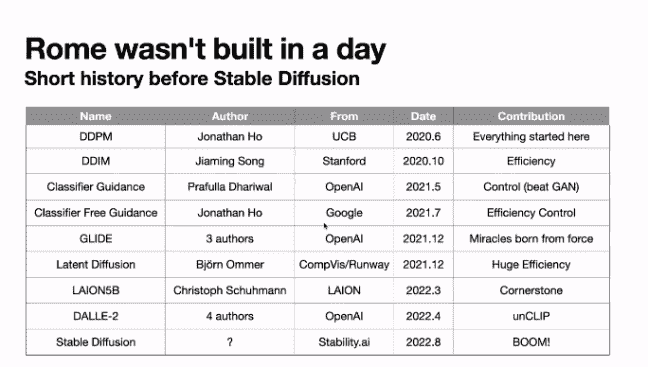 Rome wasn't built in a day
Short history before Stable Diffusion
Name Author From Date Contribution
DDPM Jonathan Ho UCB 2020.6 Everything started here
DDIM Jiaming Song Stanford 2020.10 Efficiency
Classifier Guidance Prafulla Dhariwal OpenAI 2021.5 Control (beat GAN)
Classifier Free Guidance Jonathan Ho Google 2021.7 Efficiency Control
GLIDE 3 authors OpenAI 2021.12 Miracles born from force
Latent Diffusion Björn Ommer CompVis/Runway 2021.12 Huge Efficiency
LAION5B Christoph Schuhmann LAION 2022.3 Cornerstone
DALLE-2 4 authors OpenAI 2022.4 unCLIP
Stable Diffusion ? Stability.ai 2022.8 BOOM!